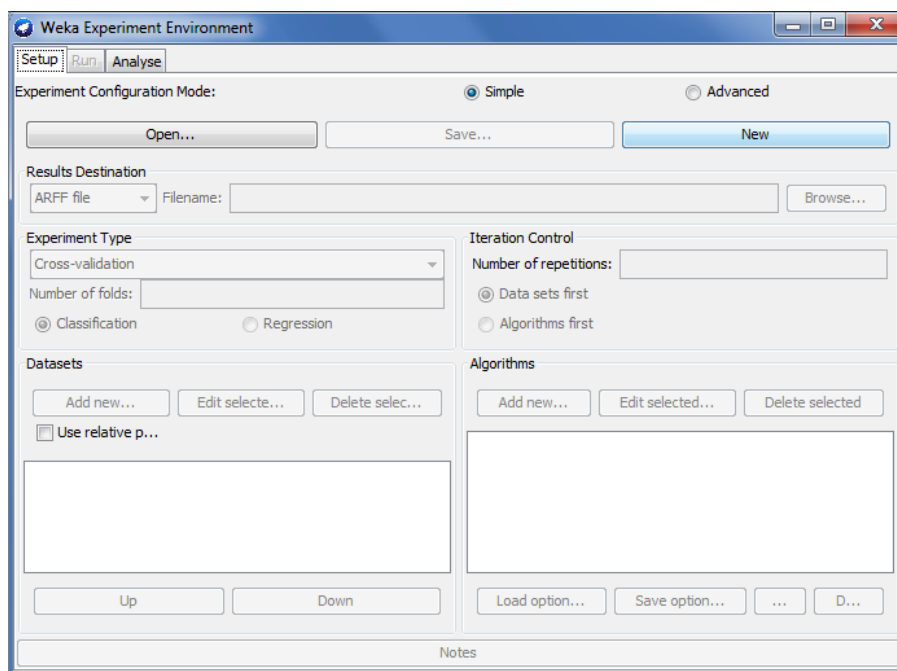 Weka Experiment Environment
Setup Run Analyse
Experiment Configuration Mode: Simple Advanced
Open... Save... New
Results Destination
ARFF file Filename: Browse...
Experiment Type
Cross-validation
Number of folds:
Classification Regression
Iteration Control
Number of repetitions:
Data sets first
Algorithms first
Datasets
Add new... Edit selecte... Delete selec...
Use relative p...
Up Down
Algorithms
Add new... Edit selected... Delete selected
Load option... Save option... ... D...
Notes